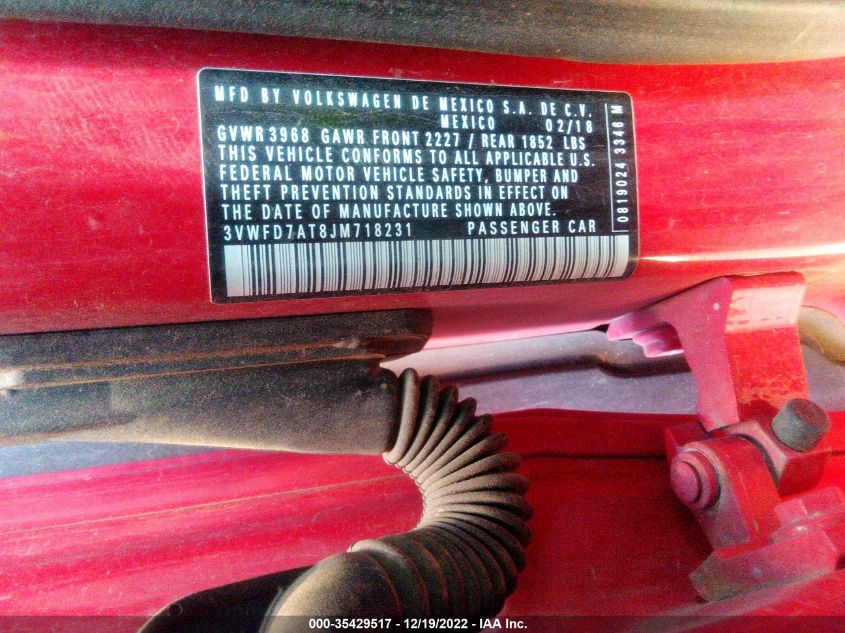 MFD BY VOLKSWAGEN DE MEXICO S.A. DE C.V.
MEXICO 02/18
GVWR 3968 GAWR FRONT 2227 / REAR 1852 LBS
THIS VEHICLE CONFORMS TO ALL APPLICABLE U.S.
FEDERAL MOTOR VEHICLE SAFETY, BUMPER AND
THEFT PREVENTION STANDARDS IN EFFECT ON
THE DATE OF MANUFACTURE SHOWN ABOVE.
3VWFD7AT8JM718231 PASSENGER CAR
0819024 3346 M
000-35429517 - 12/19/2022 - IAA Inc.